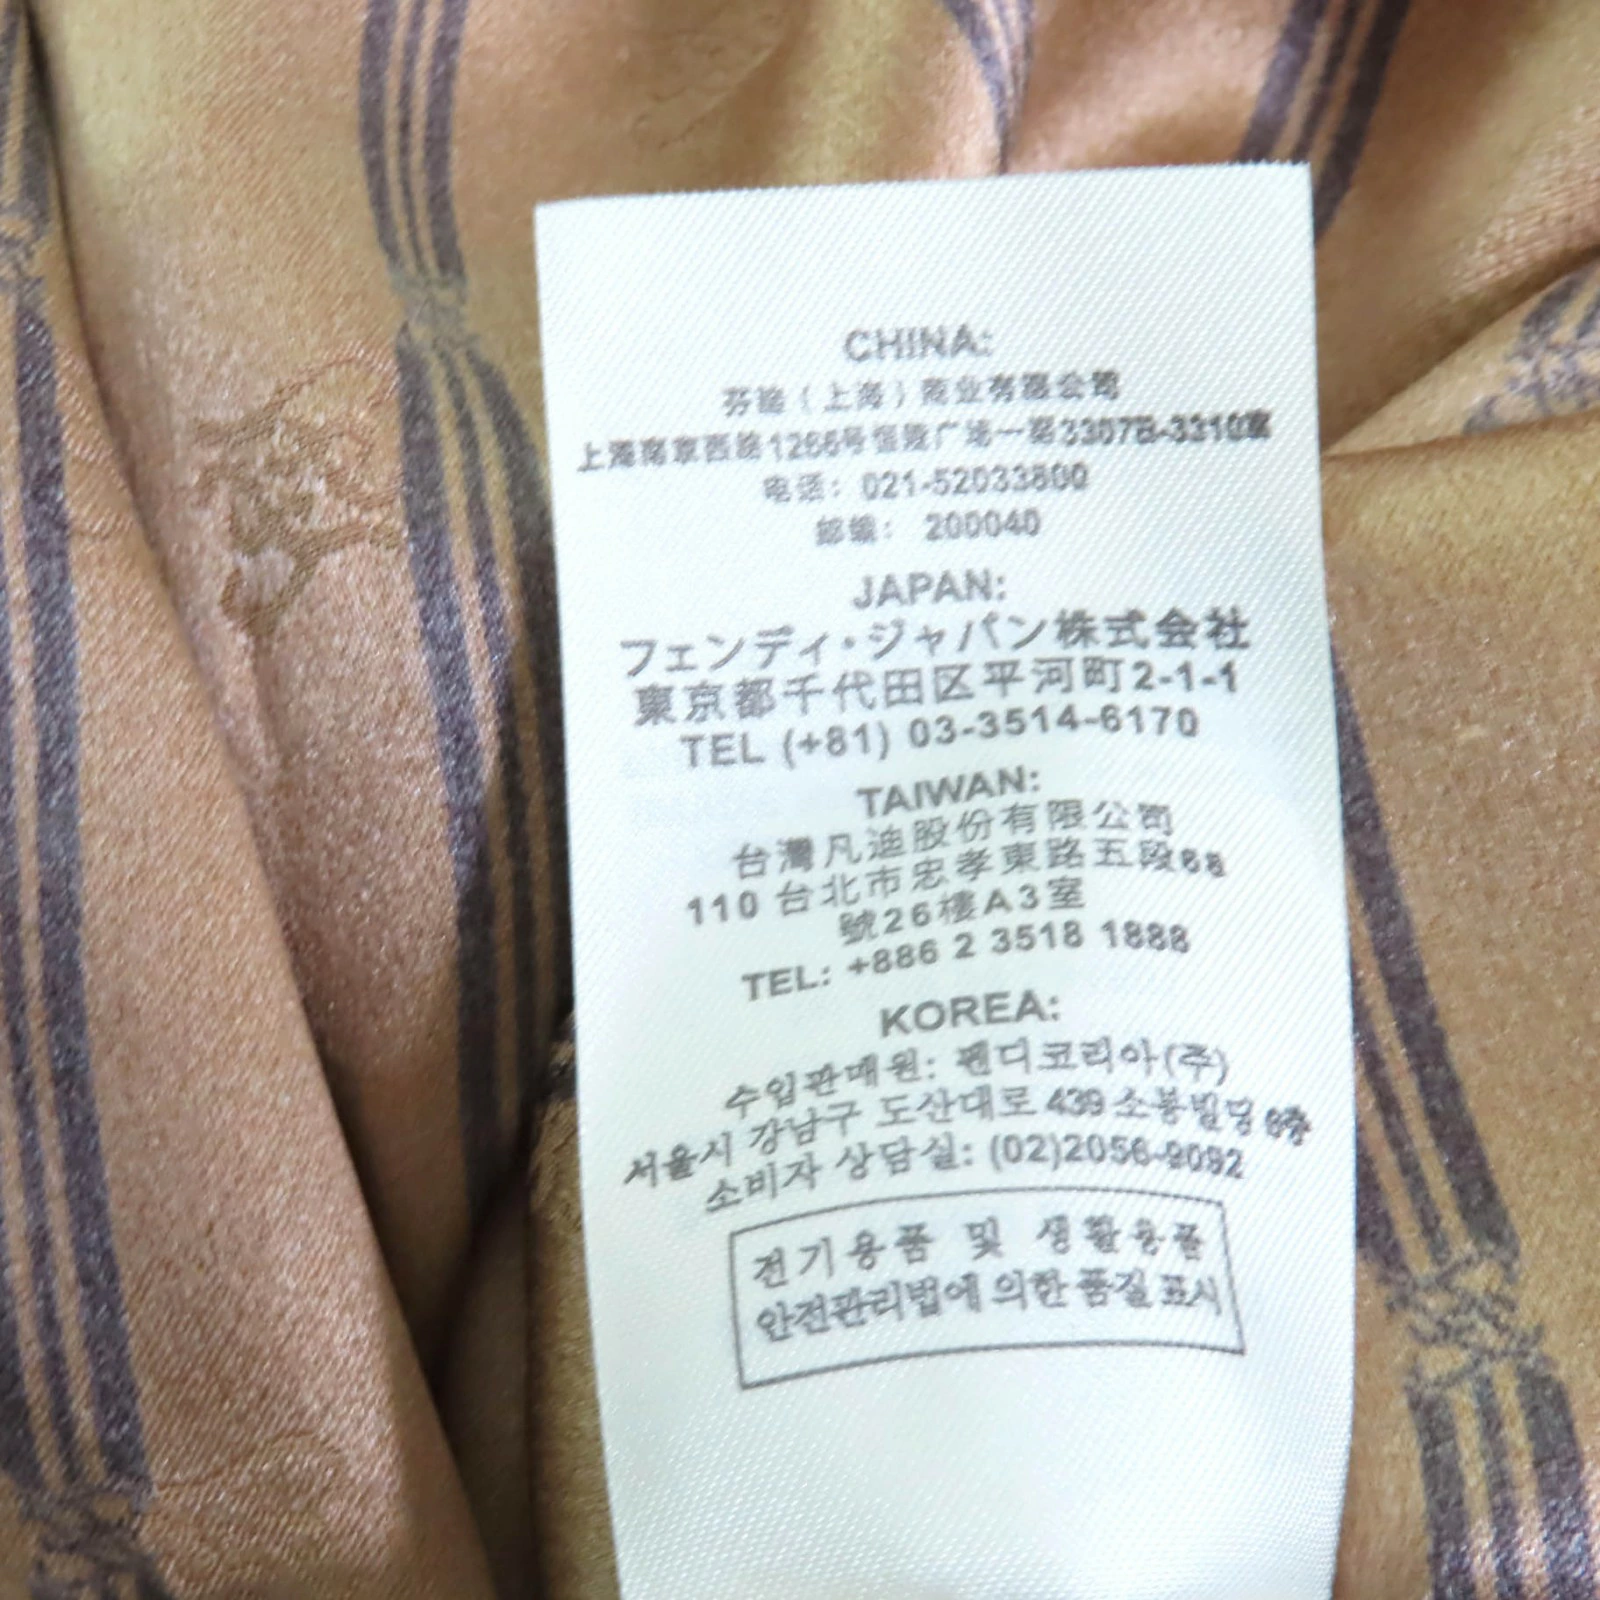 CHINA:
芬迪（上海）商业有限公司
上海南京西路1266号恒隆广场一期3307B-3310室
电话: 021-52033800
邮编: 200040
JAPAN:
フェンディ・ジャパン株式会社
東京都千代田区平河町2-1-1
TEL (+81) 03-3514-6170
TAIWAN:
台灣凡迪股份有限公司
110 台北市忠孝東路五段68
號26樓A3室
TEL: +886 2 3518 1888
KOREA:
수입판매원: 펜디코리아(주)
서울시 강남구 도산대로 439 소봉빌딩 6층
소비자 상담실: (02)2056-9092
전기용품 및 생활용품
안전관리법에 의한 품질표시